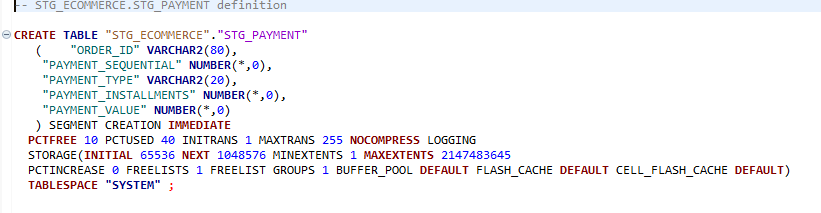 -- STG_ECOMMERCE.STG_PAYMENT definition
CREATE TABLE "STG_ECOMMERCE"."STG_PAYMENT"
( "ORDER_ID" VARCHAR2(80),
"PAYMENT_SEQUENTIAL" NUMBER(*,0),
"PAYMENT_TYPE" VARCHAR2(20),
"PAYMENT_INSTALLMENTS" NUMBER(*,0),
"PAYMENT_VALUE" NUMBER(*,0)
) SEGMENT CREATION IMMEDIATE
PCTFREE 10 PCTUSED 40 INITRANS 1 MAXTRANS 255 NOCOMPRESS LOGGING
STORAGE(INITIAL 65536 NEXT 1048576 MINEXTENTS 1 MAXEXTENTS 2147483645
PCTINCREASE 0 FREELISTS 1 FREELIST GROUPS 1 BUFFER_POOL DEFAULT FLASH_CACHE DEFAULT CELL_FLASH_CACHE DEFAULT)
TABLESPACE "SYSTEM" ;